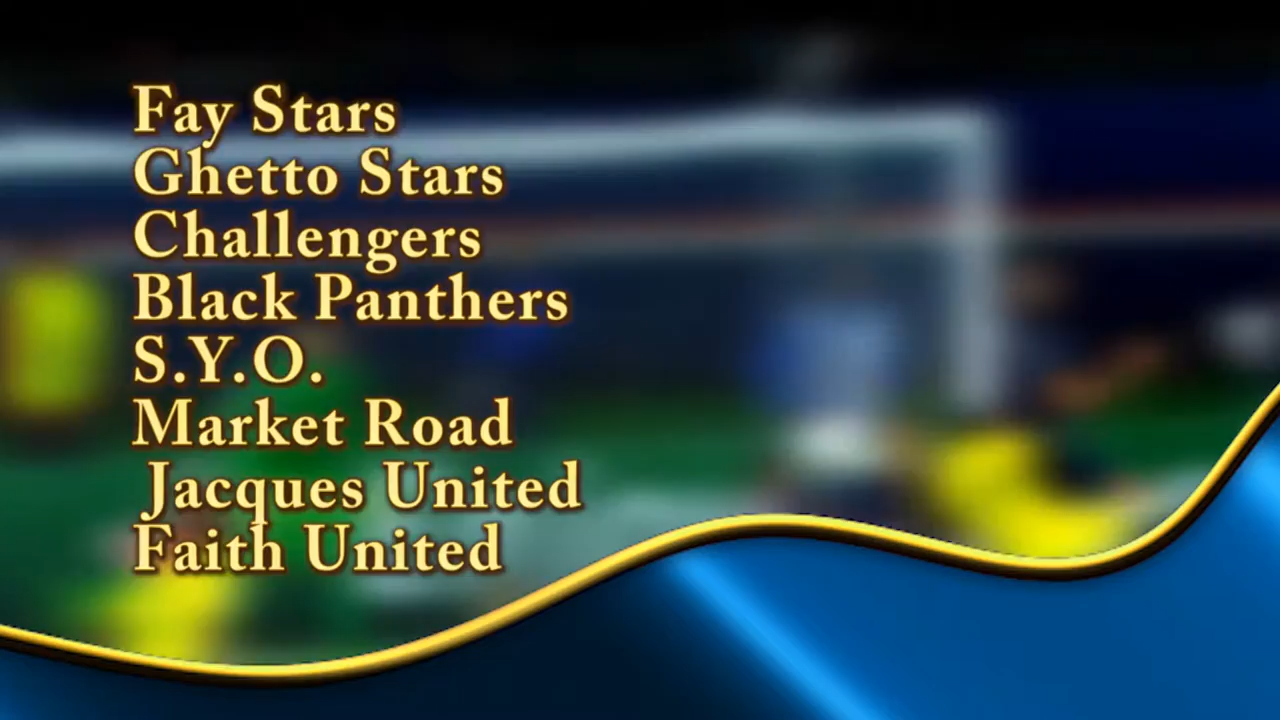 Fay Stars
Ghetto Stars
Challengers
Black Panthers
S.Y.O.
Market Road
Jacques United
Faith United